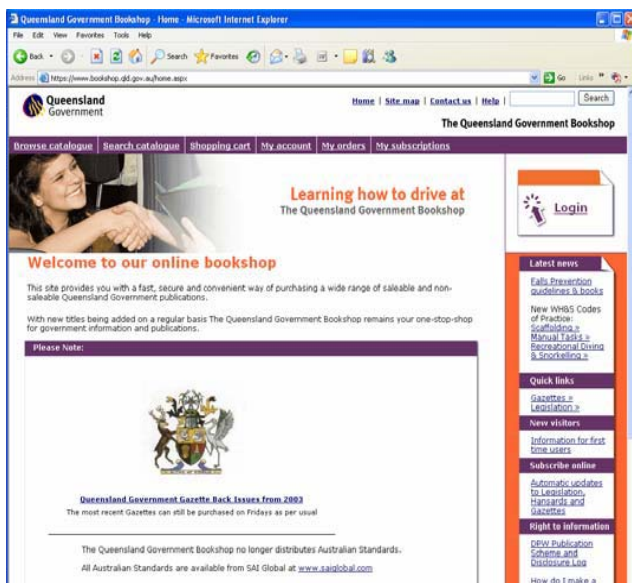 Queensland Government Bookshop - Home - Microsoft Internet Explorer
File Edit View Favorites Tools Help
Back Search Favorites
Address https://www.bookshop.qld.gov.au/home.aspx Go Links »
Queensland
Government
Home | Site map | Contact us | Help | Search
The Queensland Government Bookshop
Browse catalogue Search catalogue Shopping cart My account My orders My subscriptions
Learning how to drive at
The Queensland Government Bookshop
Login
Welcome to our online bookshop
This site provides you with a fast, secure and convenient way of purchasing a wide range of saleable and non-
saleable Queensland Government publications.
With new titles being added on a regular basis The Queensland Government Bookshop remains your one-stop-shop
for government information and publications.
Please Note:
Queensland Government Gazette Back Issues from 2003
The most recent Gazettes can still be purchased on Fridays as per usual
The Queensland Government Bookshop no longer distributes Australian Standards.
All Australian Standards are available from SAI Global at www.saiglobal.com
Latest news
Falls Prevention
guidelines & books
New WH&S Codes
of Practice:
Scaffolding »
Manual Tasks »
Recreational Diving
& Snorkelling »
Quick links
Gazettes »
Legislation »
New visitors
Information for first
time users
Subscribe online
Automatic updates
to Legislation,
Hansards and
Gazettes
Right to information
DPW Publication
Scheme and
Disclosure Log
How do I make a